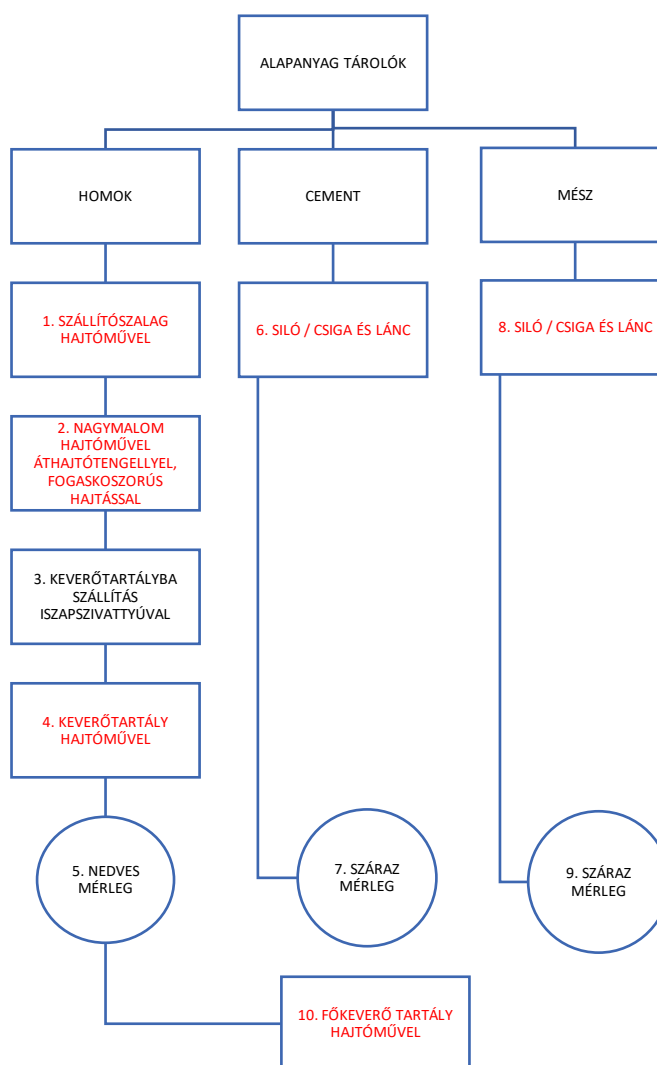 ALAPANYAG TÁROLÓK
HOMOK
CEMENT
MÉSZ
1. SZÁLLÍTÓSZALAG
HAJTÓMŰVEL
6. SILÓ / CSIGA ÉS LÁNC
8. SILÓ / CSIGA ÉS LÁNC
2. NAGYMALOM
HAJTÓMŰVEL
ÁTHAJTÓTENGELLYEL,
FOGASKOSZORÚS
HAJTÁSSAL
3. KEVERŐTARTÁLYBA
SZÁLLÍTÁS
ISZAPSZIVATTYÚVAL
4. KEVERŐTARTÁLY
HAJTÓMŰVEL
5. NEDVES
MÉRLEG
7. SZÁRAZ
MÉRLEG
9. SZÁRAZ
MÉRLEG
10. FŐKEVERŐ TARTÁLY
HAJTÓMŰVEL